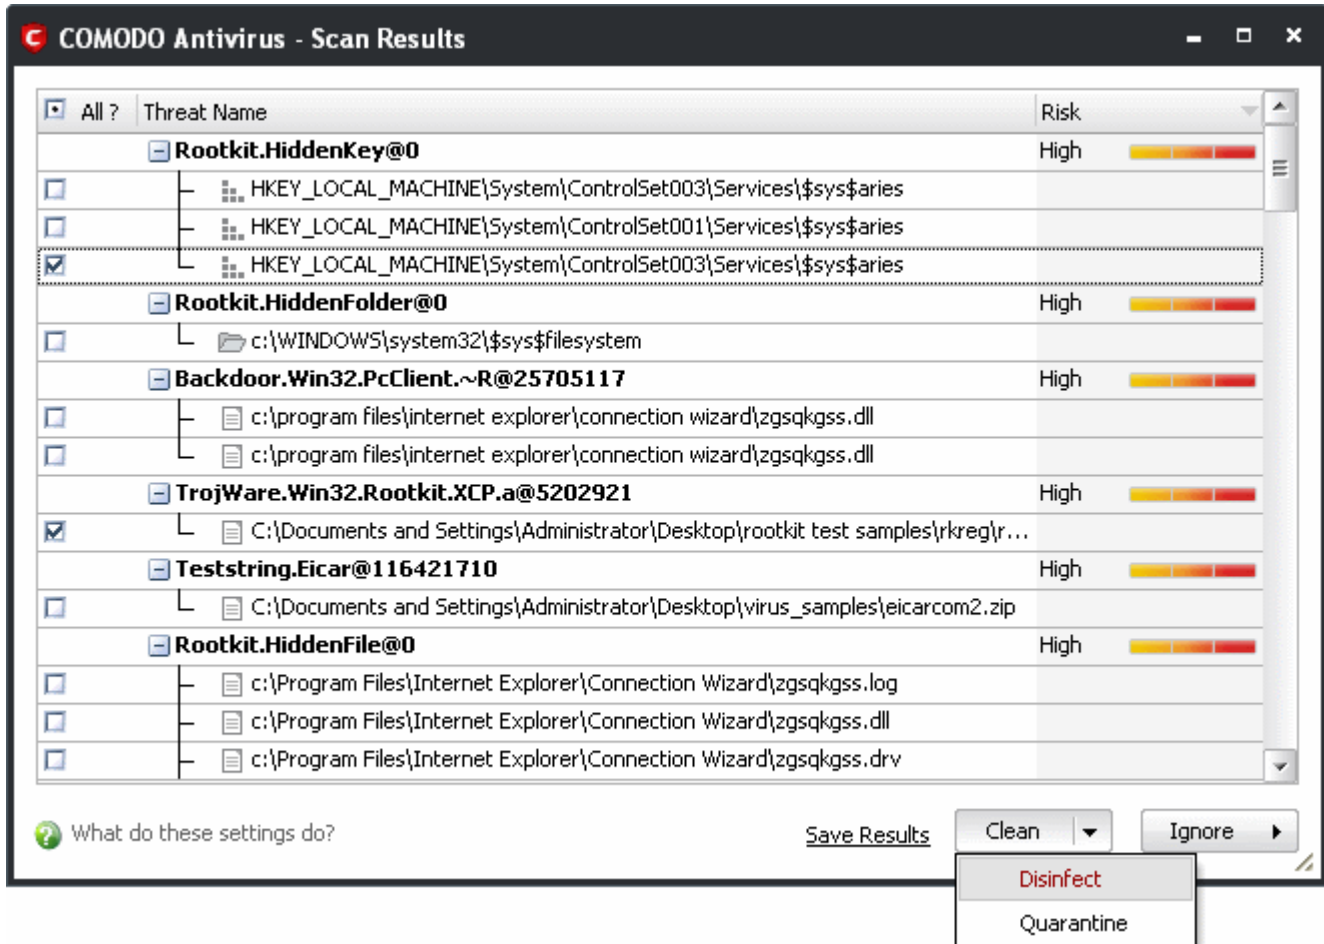 COMODO Antivirus - Scan Results
All ? Threat Name Risk
Rootkit.HiddenKey@0 High
HKEY_LOCAL_MACHINE\System\ControlSet003\Services\$sys$aries
HKEY_LOCAL_MACHINE\System\ControlSet001\Services\$sys$aries
HKEY_LOCAL_MACHINE\System\ControlSet003\Services\$sys$aries
Rootkit.HiddenFolder@0 High
c:\WINDOWS\system32\$sys$filesystem
Backdoor.Win32.PcClient.~R@25705117 High
c:\program files\internet explorer\connection wizard\zgsqkgss.dll
c:\program files\internet explorer\connection wizard\zgsqkgss.dll
TrojWare.Win32.Rootkit.XCP.a@5202921 High
C:\Documents and Settings\Administrator\Desktop\rootkit test samples\rkreg\r...
Teststring.Eicar@116421710 High
C:\Documents and Settings\Administrator\Desktop\virus_samples\eicarcom2.zip
Rootkit.HiddenFile@0 High
c:\Program Files\Internet Explorer\Connection Wizard\zgsqkgss.log
c:\Program Files\Internet Explorer\Connection Wizard\zgsqkgss.dll
c:\Program Files\Internet Explorer\Connection Wizard\zgsqkgss.drv
What do these settings do? Save Results Clean Ignore
Disinfect
Quarantine